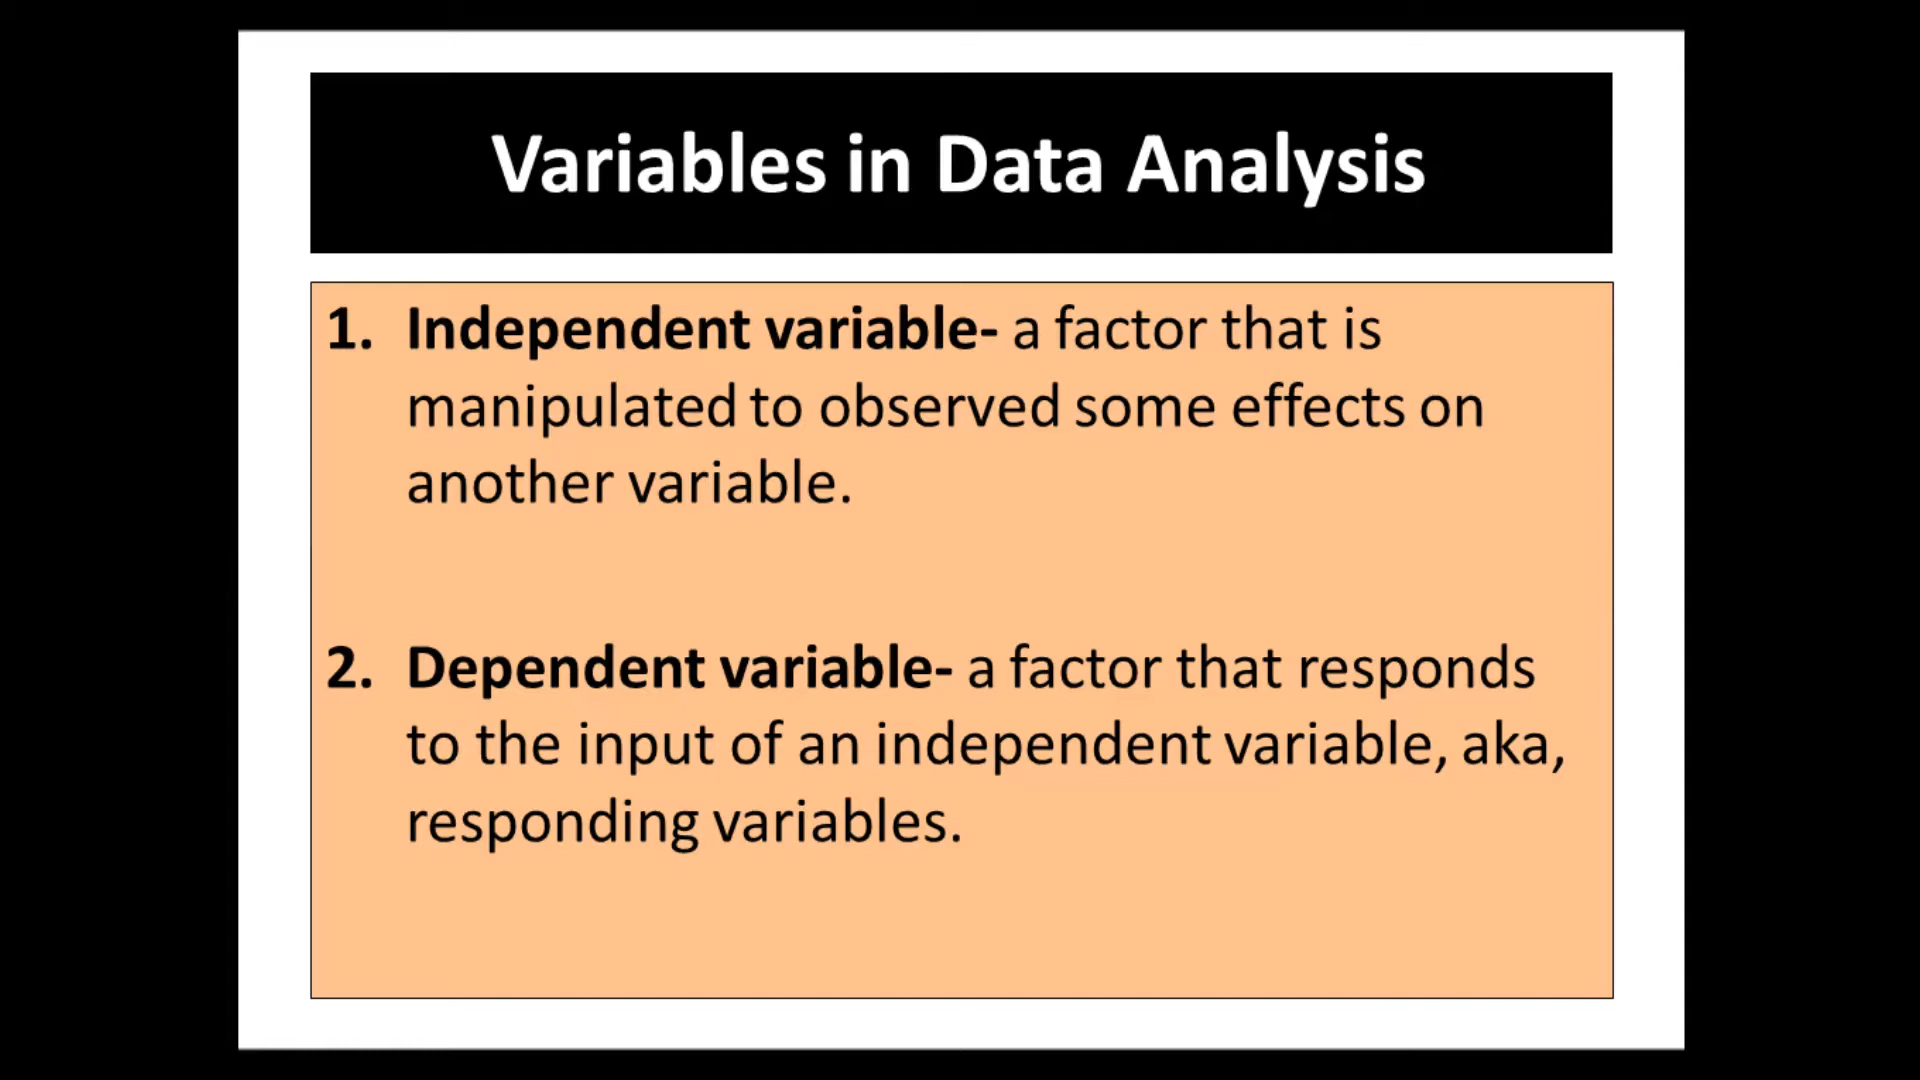 Variables in Data Analysis
1. Independent variable- a factor that is
manipulated to observed some effects on
another variable.
2. Dependent variable- a factor that responds
to the input of an independent variable, aka,
responding variables.